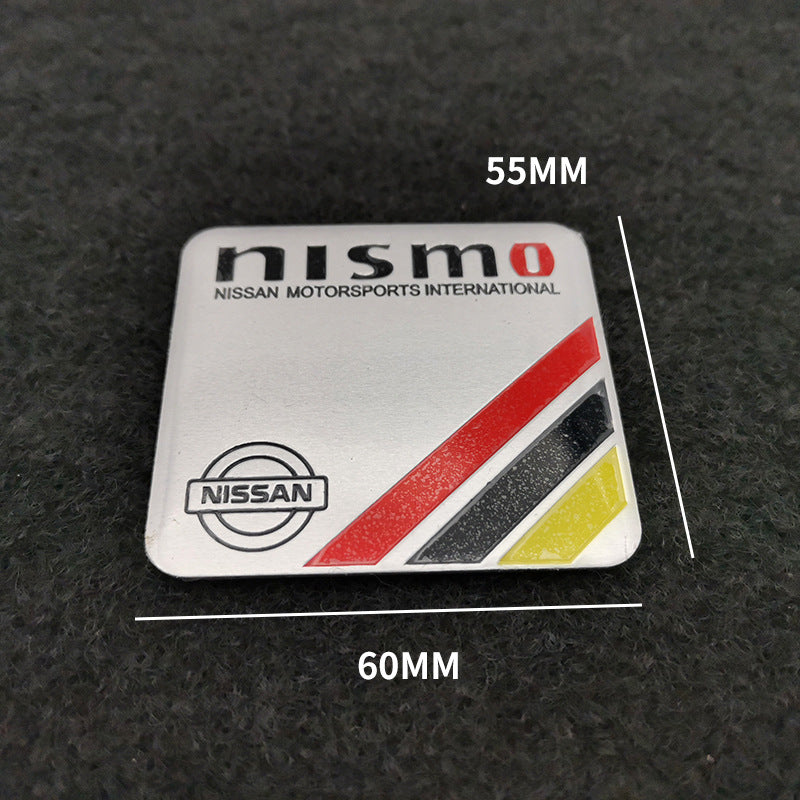 55MM
nismo
NISSAN MOTORSPORTS INTERNATIONAL
NISSAN
60MM